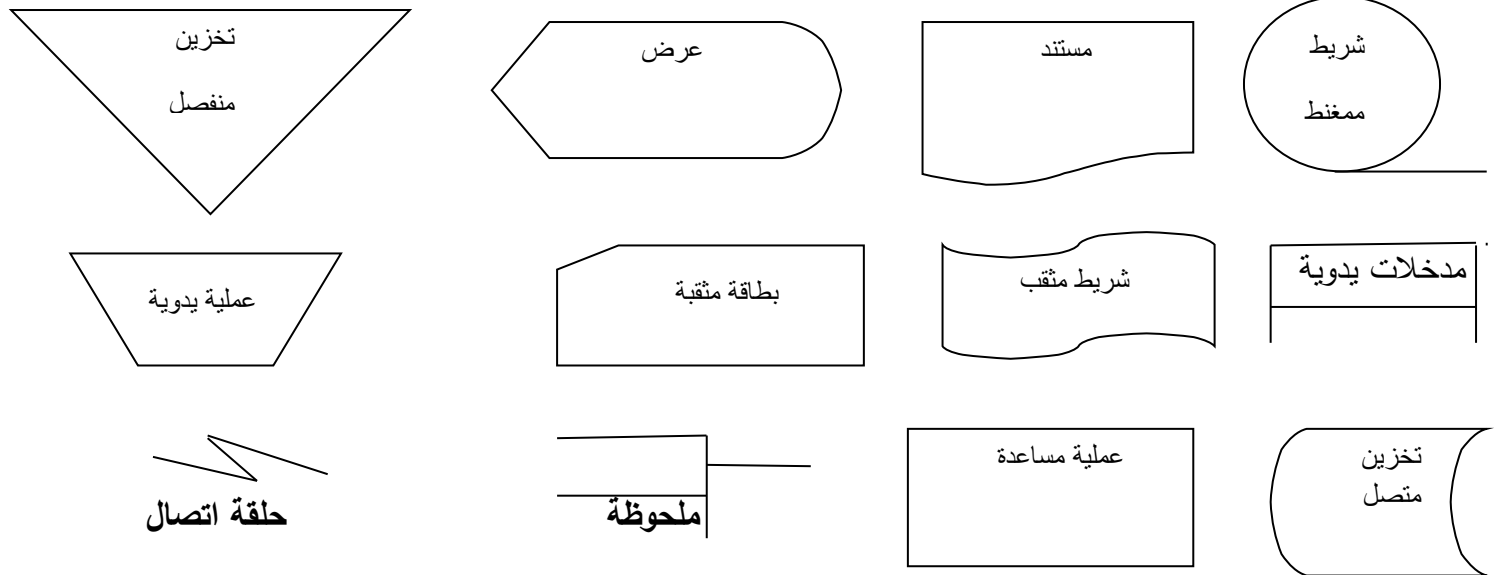 شريط
ممغنط
مستند
عرض
تخزين
منفصل
مدخلات يدوية
شريط مثقب
بطاقة مثقبة
عملية يدوية
تخزين
متصل
عملية مساعدة
ملحوظة
حلقة اتصال